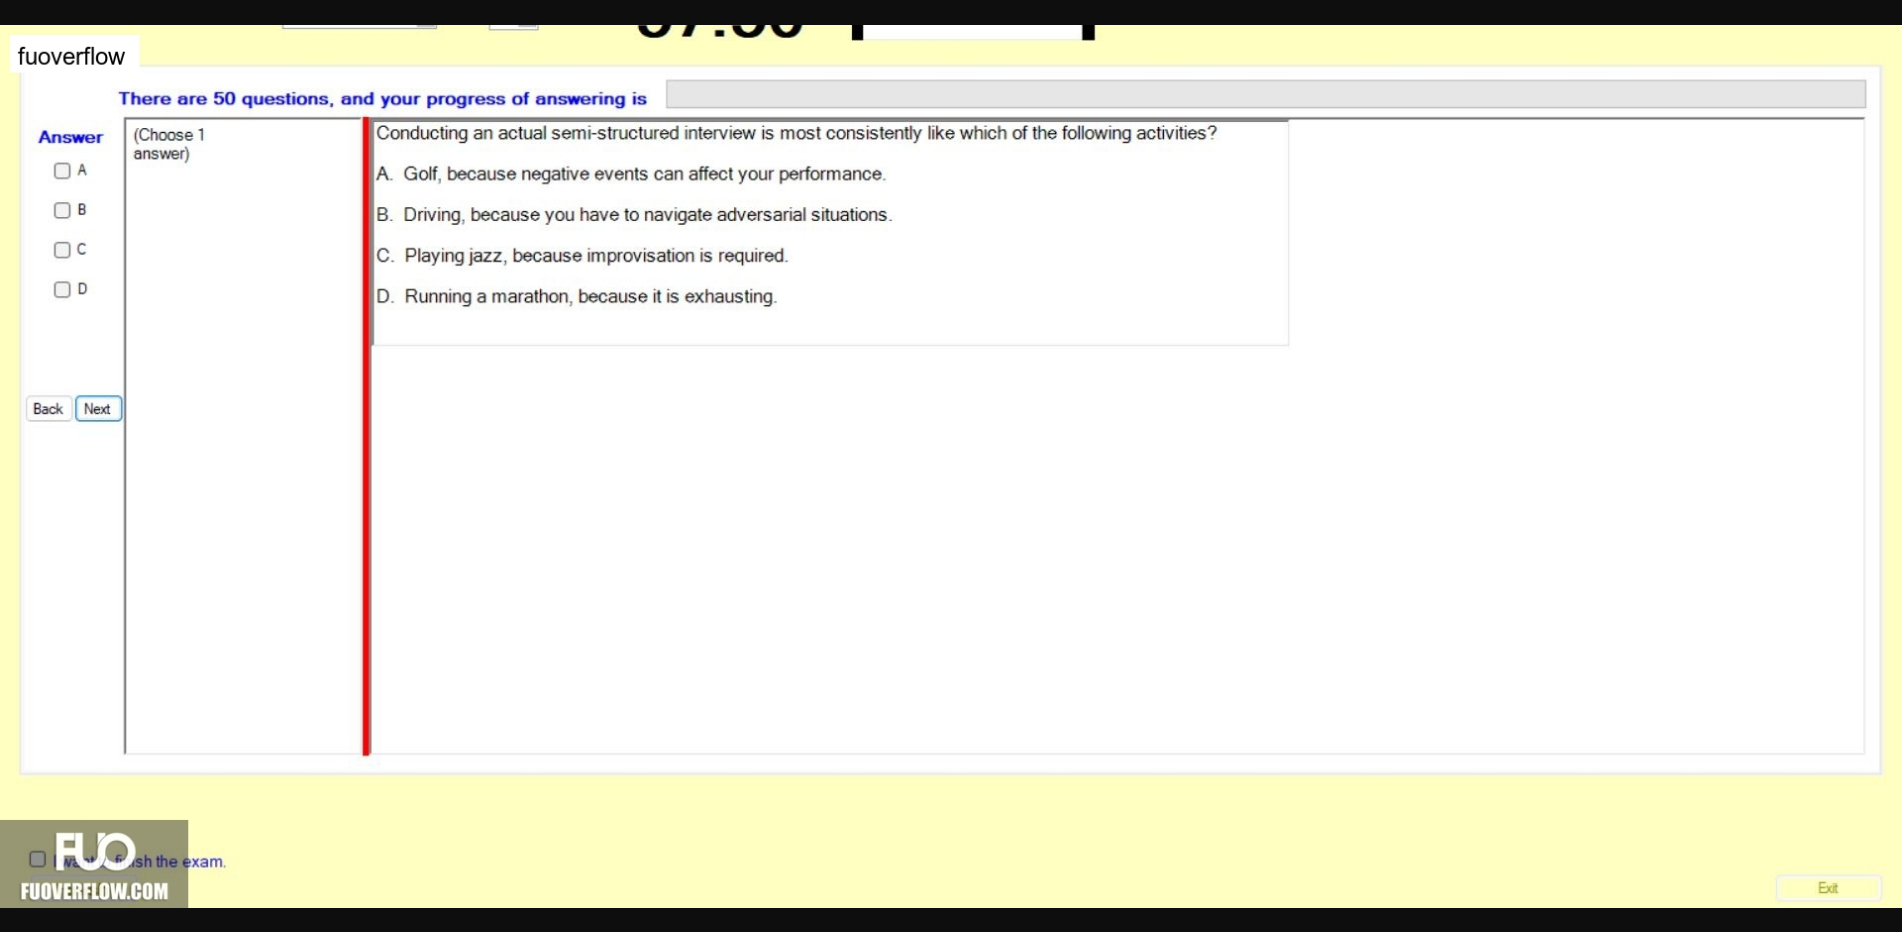 fuoverflow
There are 50 questions, and your progress of answering is
Answer
(Choose 1
answer)
A
B
C
D
Back
Next
Conducting an actual semi-structured interview is most consistently like which of the following activities?
A. Golf, because negative events can affect your performance.
B. Driving, because you have to navigate adversarial situations.
C. Playing jazz, because improvisation is required.
D. Running a marathon, because it is exhausting.
FUO
I want finish the exam.
FUOVERFLOW.COM
Exit